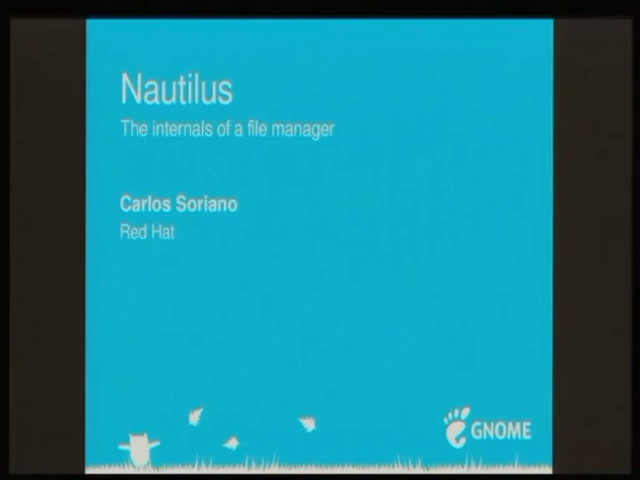 Nautilus
The internals of a file manager
Carlos Soriano
Red Hat
GNOME